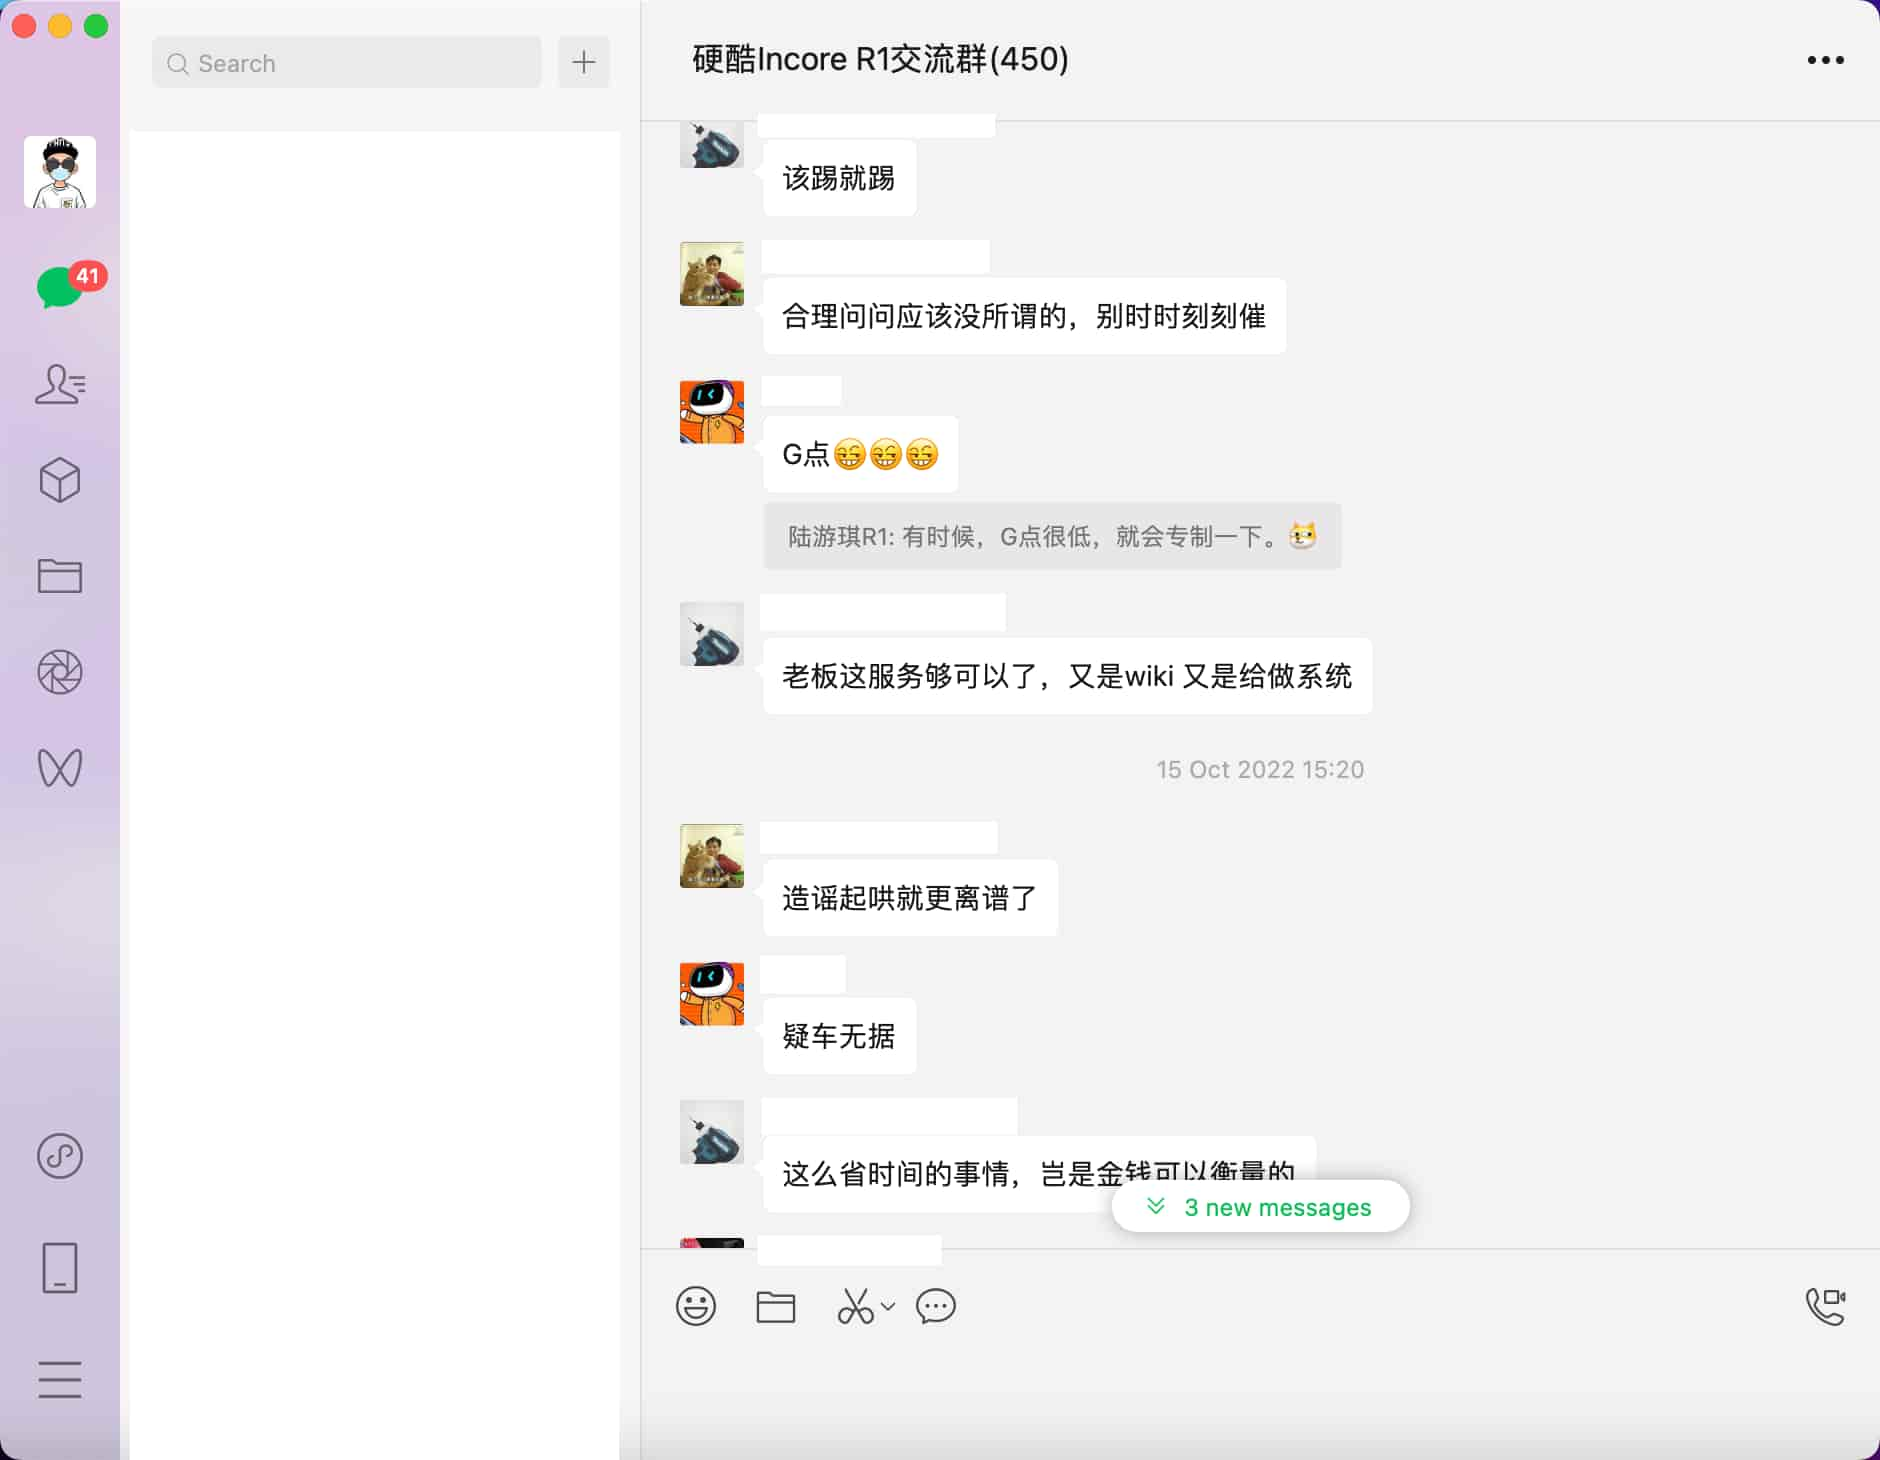 Search
硬酷Incore R1交流群(450)
41
该踢就踢
合理问问应该没所谓的，别时时刻刻催
G点😁😁😁
陆游琪R1: 有时候，G点很低，就会专制一下。
老板这服务够可以了，又是wiki 又是给做系统
15 Oct 2022 15:20
造谣起哄就更离谱了
疑车无据
这么省时间的事情，岂是金钱可以衡量的
3 new messages